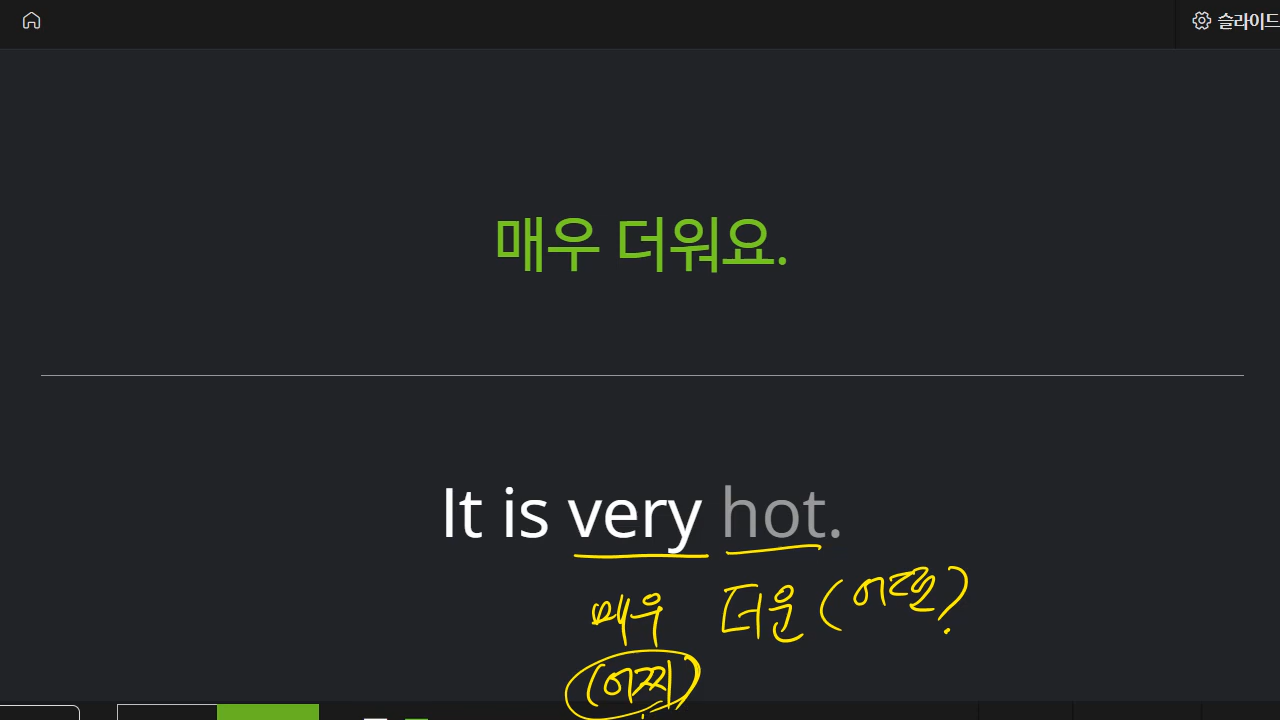 슬라이드
매우 더워요.
It is very hot.
매우 더운 (어떤?)
(어찌)